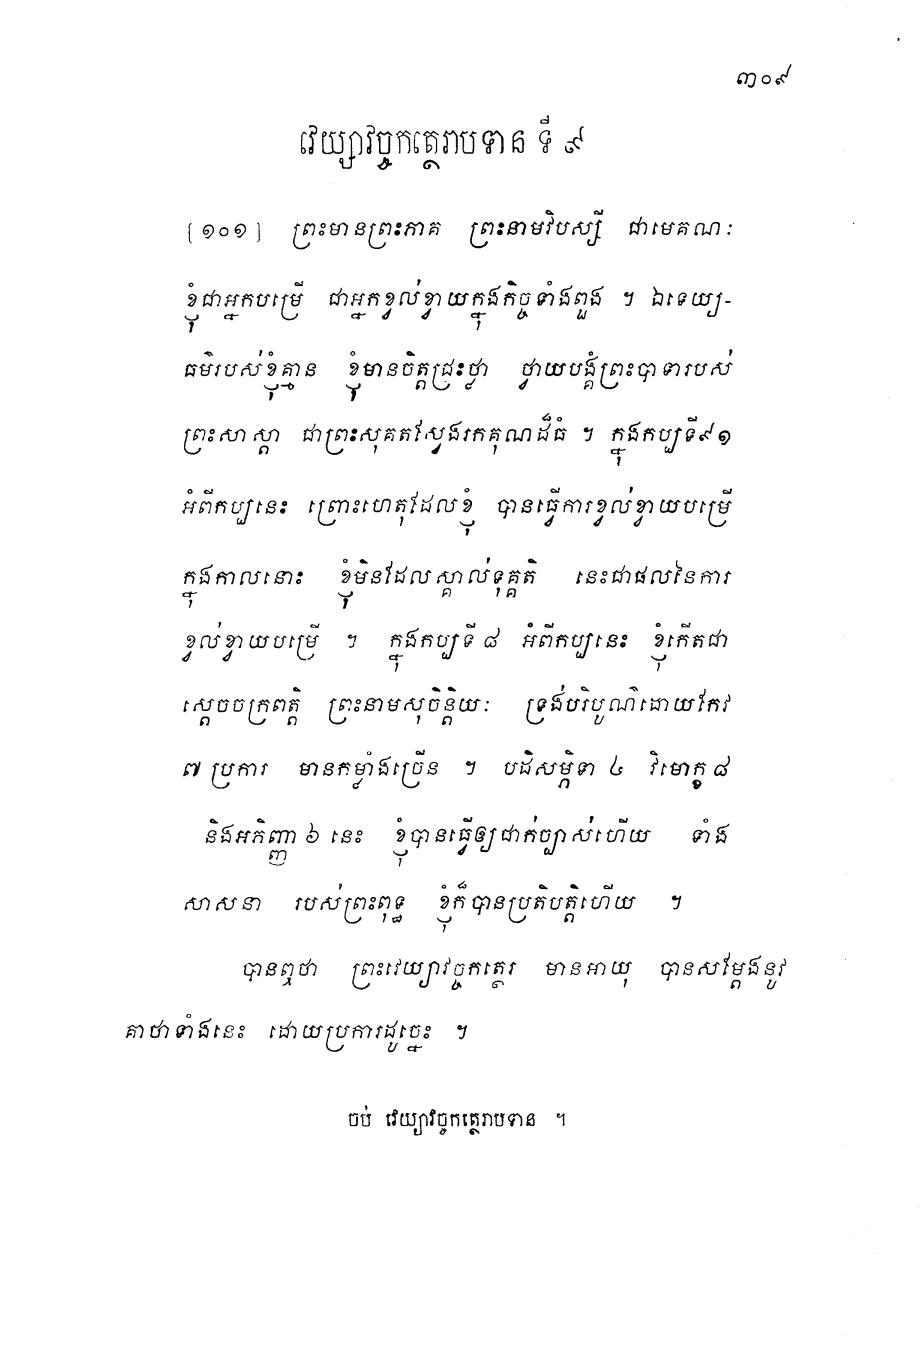 ៣០៩
វេយ្យាវច្ចកត្ថេរាបទាន ទី ៩
[១០១] ព្រះមានព្រះភាគ ព្រះនាមវិបស្សី ជាមេគណៈ
ខ្ញុំជាអ្នកបម្រើ ជាអ្នកខ្វល់ខ្វាយក្នុងកិច្ចទាំងពួង ។ ឯទេយ្យ-
ធម៌របស់ខ្ញុំគ្មាន ខ្ញុំមានចិត្តជ្រះថ្លា ថ្វាយបង្គំព្រះបាទារបស់
ព្រះសាស្តា ជាព្រះសុគតស្វែងរកគុណដ៏ធំ ។ ក្នុងកប្បទី៩១
អំពីកប្បនេះ ព្រោះហេតុដែលខ្ញុំ បានធ្វើការខ្វល់ខ្វាយបម្រើ
ក្នុងកាលនោះ ខ្ញុំមិនដែលស្គាល់ទុគ្គតិ នេះជាផលនៃការ
ខ្វល់ខ្វាយបម្រើ ។ ក្នុងកប្បទី ៨ អំពីកប្បនេះ ខ្ញុំកើតជា
ស្តេចចក្រពត្តិ ព្រះនាមសុចិន្តិយៈ ទ្រង់បរិបូណ៌ដោយកែវ
៧ ប្រការ មានកម្លាំងច្រើន ។ បដិសម្ភិទា ៤ វិមោក្ខ ៨
និងអភិញ្ញា ៦ នេះ ខ្ញុំបានធ្វើឲ្យជាក់ច្បាស់ហើយ ទាំង
សាសនា របស់ព្រះពុទ្ធ ខ្ញុំក៏បានប្រតិបត្តិហើយ ។
បានឮថា ព្រះវេយ្យាវច្ចកត្ថេរ មានអាយុ បានសម្តែងនូវ
គាថាទាំងនេះ ដោយប្រការដូច្នេះ ។
ចប់ វេយ្យាវច្ចកត្ថេរាបទាន ។